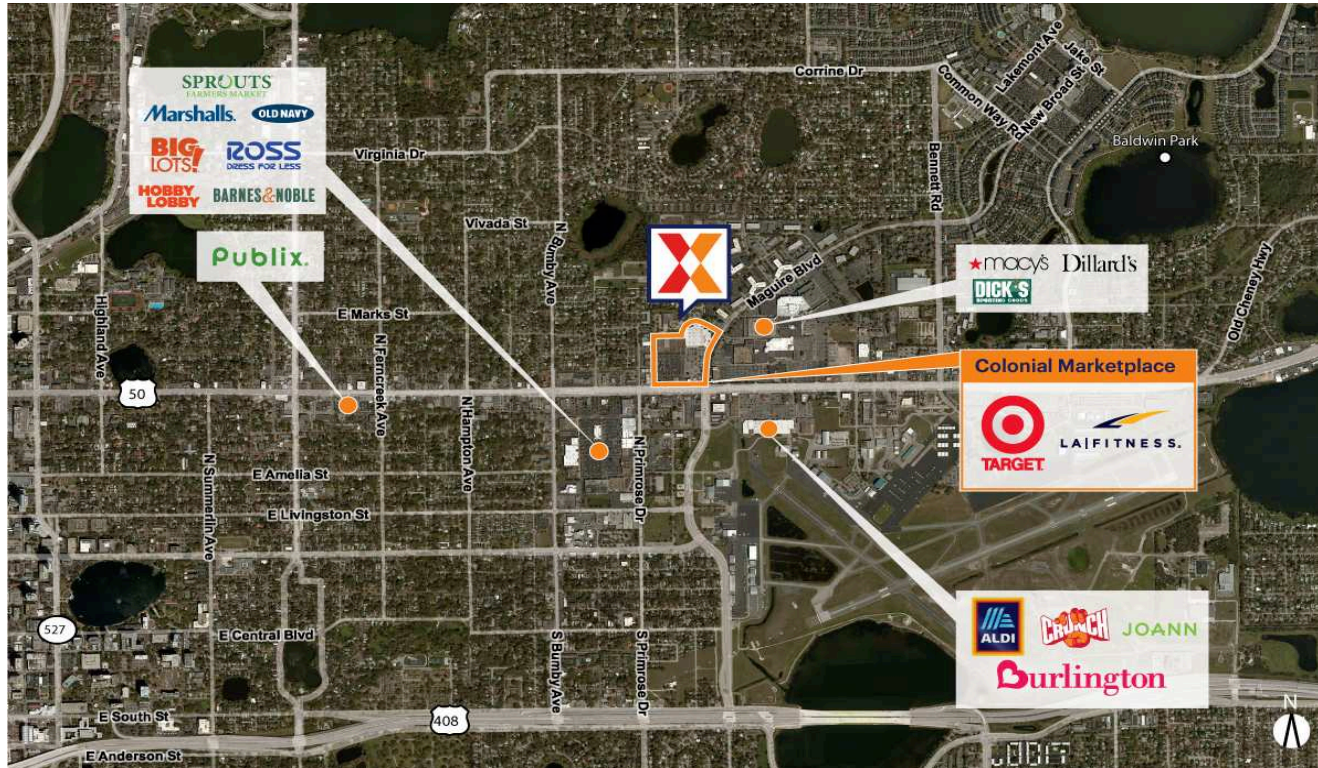 Corrine Dr
Lakemont Ave
Jake St
Common Way Rd
New Broad St
Baldwin Park
Bennett Rd
SPROUTS
FARMERS MARKET
Marshalls.
OLD NAVY
BIG
LOTS!
ROSS
DRESS FOR LESS
HOBBY
LOBBY
BARNES&NOBLE
Virginia Dr
Vivada St
N Bumby Ave
Publix.
Maguire Blvd
★macy's
Dillard's
DICK'S
SPORTING GOODS
Old Cheney Hwy
Highland Ave
E Marks St
N Ferncreek Ave
50
N Hampton Ave
Colonial Marketplace
TARGET
LA|FITNESS.
N Summerlin Ave
E Amelia St
N Primrose Dr
E Livingston St
527
E Central Blvd
S Bumby Ave
S Primrose Dr
ALDI
CRUNCH
JOANN
Burlington
E South St
408
E Anderson St
N